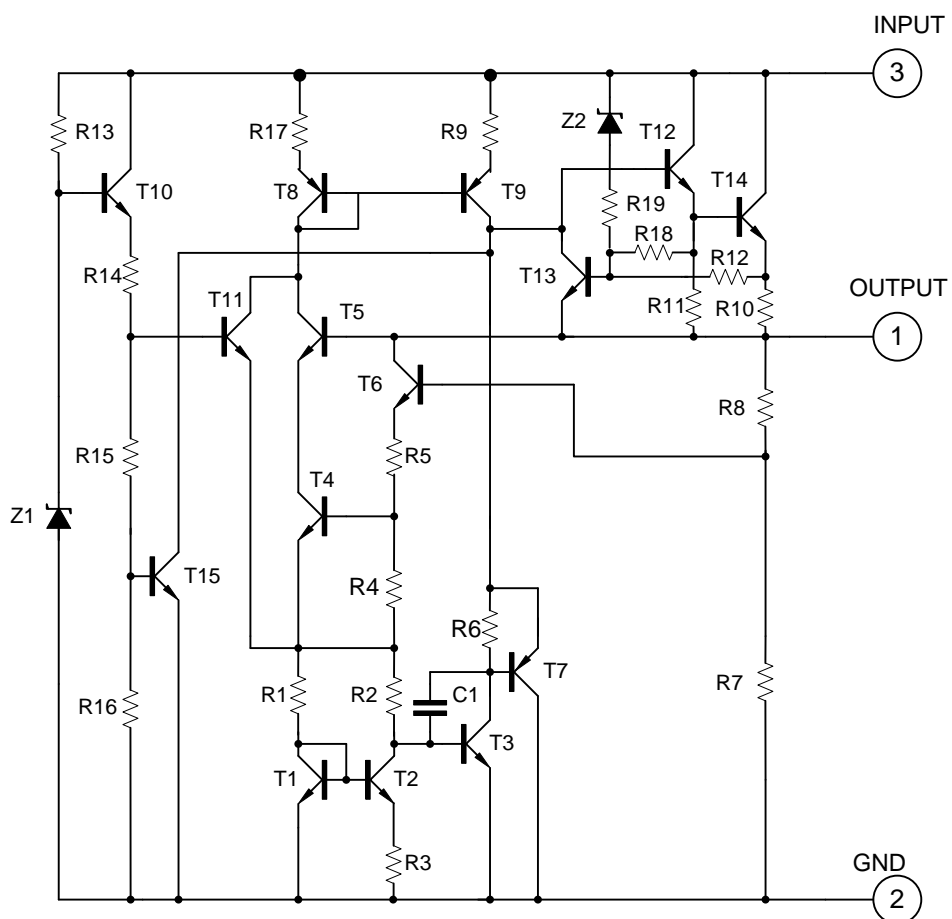 INPUT
3
R13
R17
R9
Z2
T12
T10
T8
T9
T14
R19
R18
R12
R14
T13
T11
T5
R11
R10
OUTPUT
1
T6
R8
R15
R5
T4
Z1
T15
R4
R6
T7
R1
R2
C1
R7
R16
T3
T1
T2
R3
GND
2